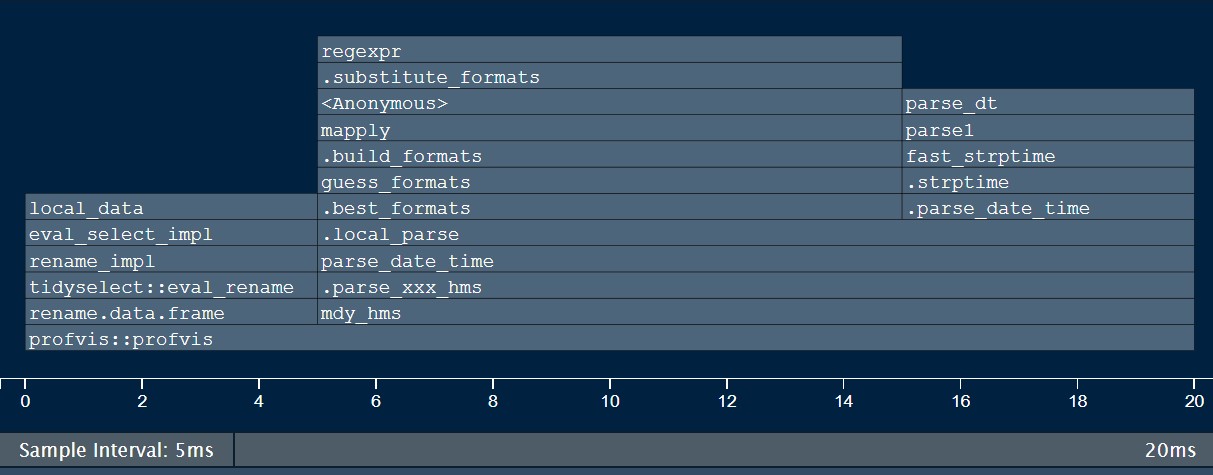 regexpr
.substitute_formats
<Anonymous> parse_dt
mapply parse1
.build_formats fast_strptime
guess_formats .strptime
local_data .best_formats .parse_date_time
eval_select_impl .local_parse
rename_impl parse_date_time
tidyselect::eval_rename .parse_xxx_hms
rename.data.frame mdy_hms
profvis::profvis
0 2 4 6 8 10 12 14 16 18 20
Sample Interval: 5ms 20ms